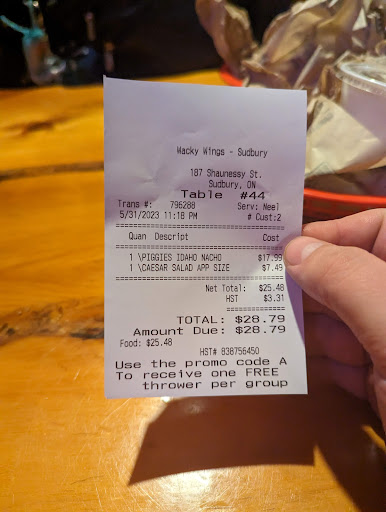 Wacky Wings - Sudbury
187 Shaunessy St.
Sudbury, ON
Table #44
Trans #: 796288 Serv: Neel
5/31/2023 11:18 PM # Cust:2
Quan Descript Cost
1 \PIGGIES IDAHO NACHO $17.99
1 \CAESAR SALAD APP SIZE $7.49
Net Total: $25.48
HST $3.31
TOTAL: $28.79
Amount Due: $28.79
Food: $25.48
HST# 838756450
Use the promo code A
To receive one FREE
thrower per group